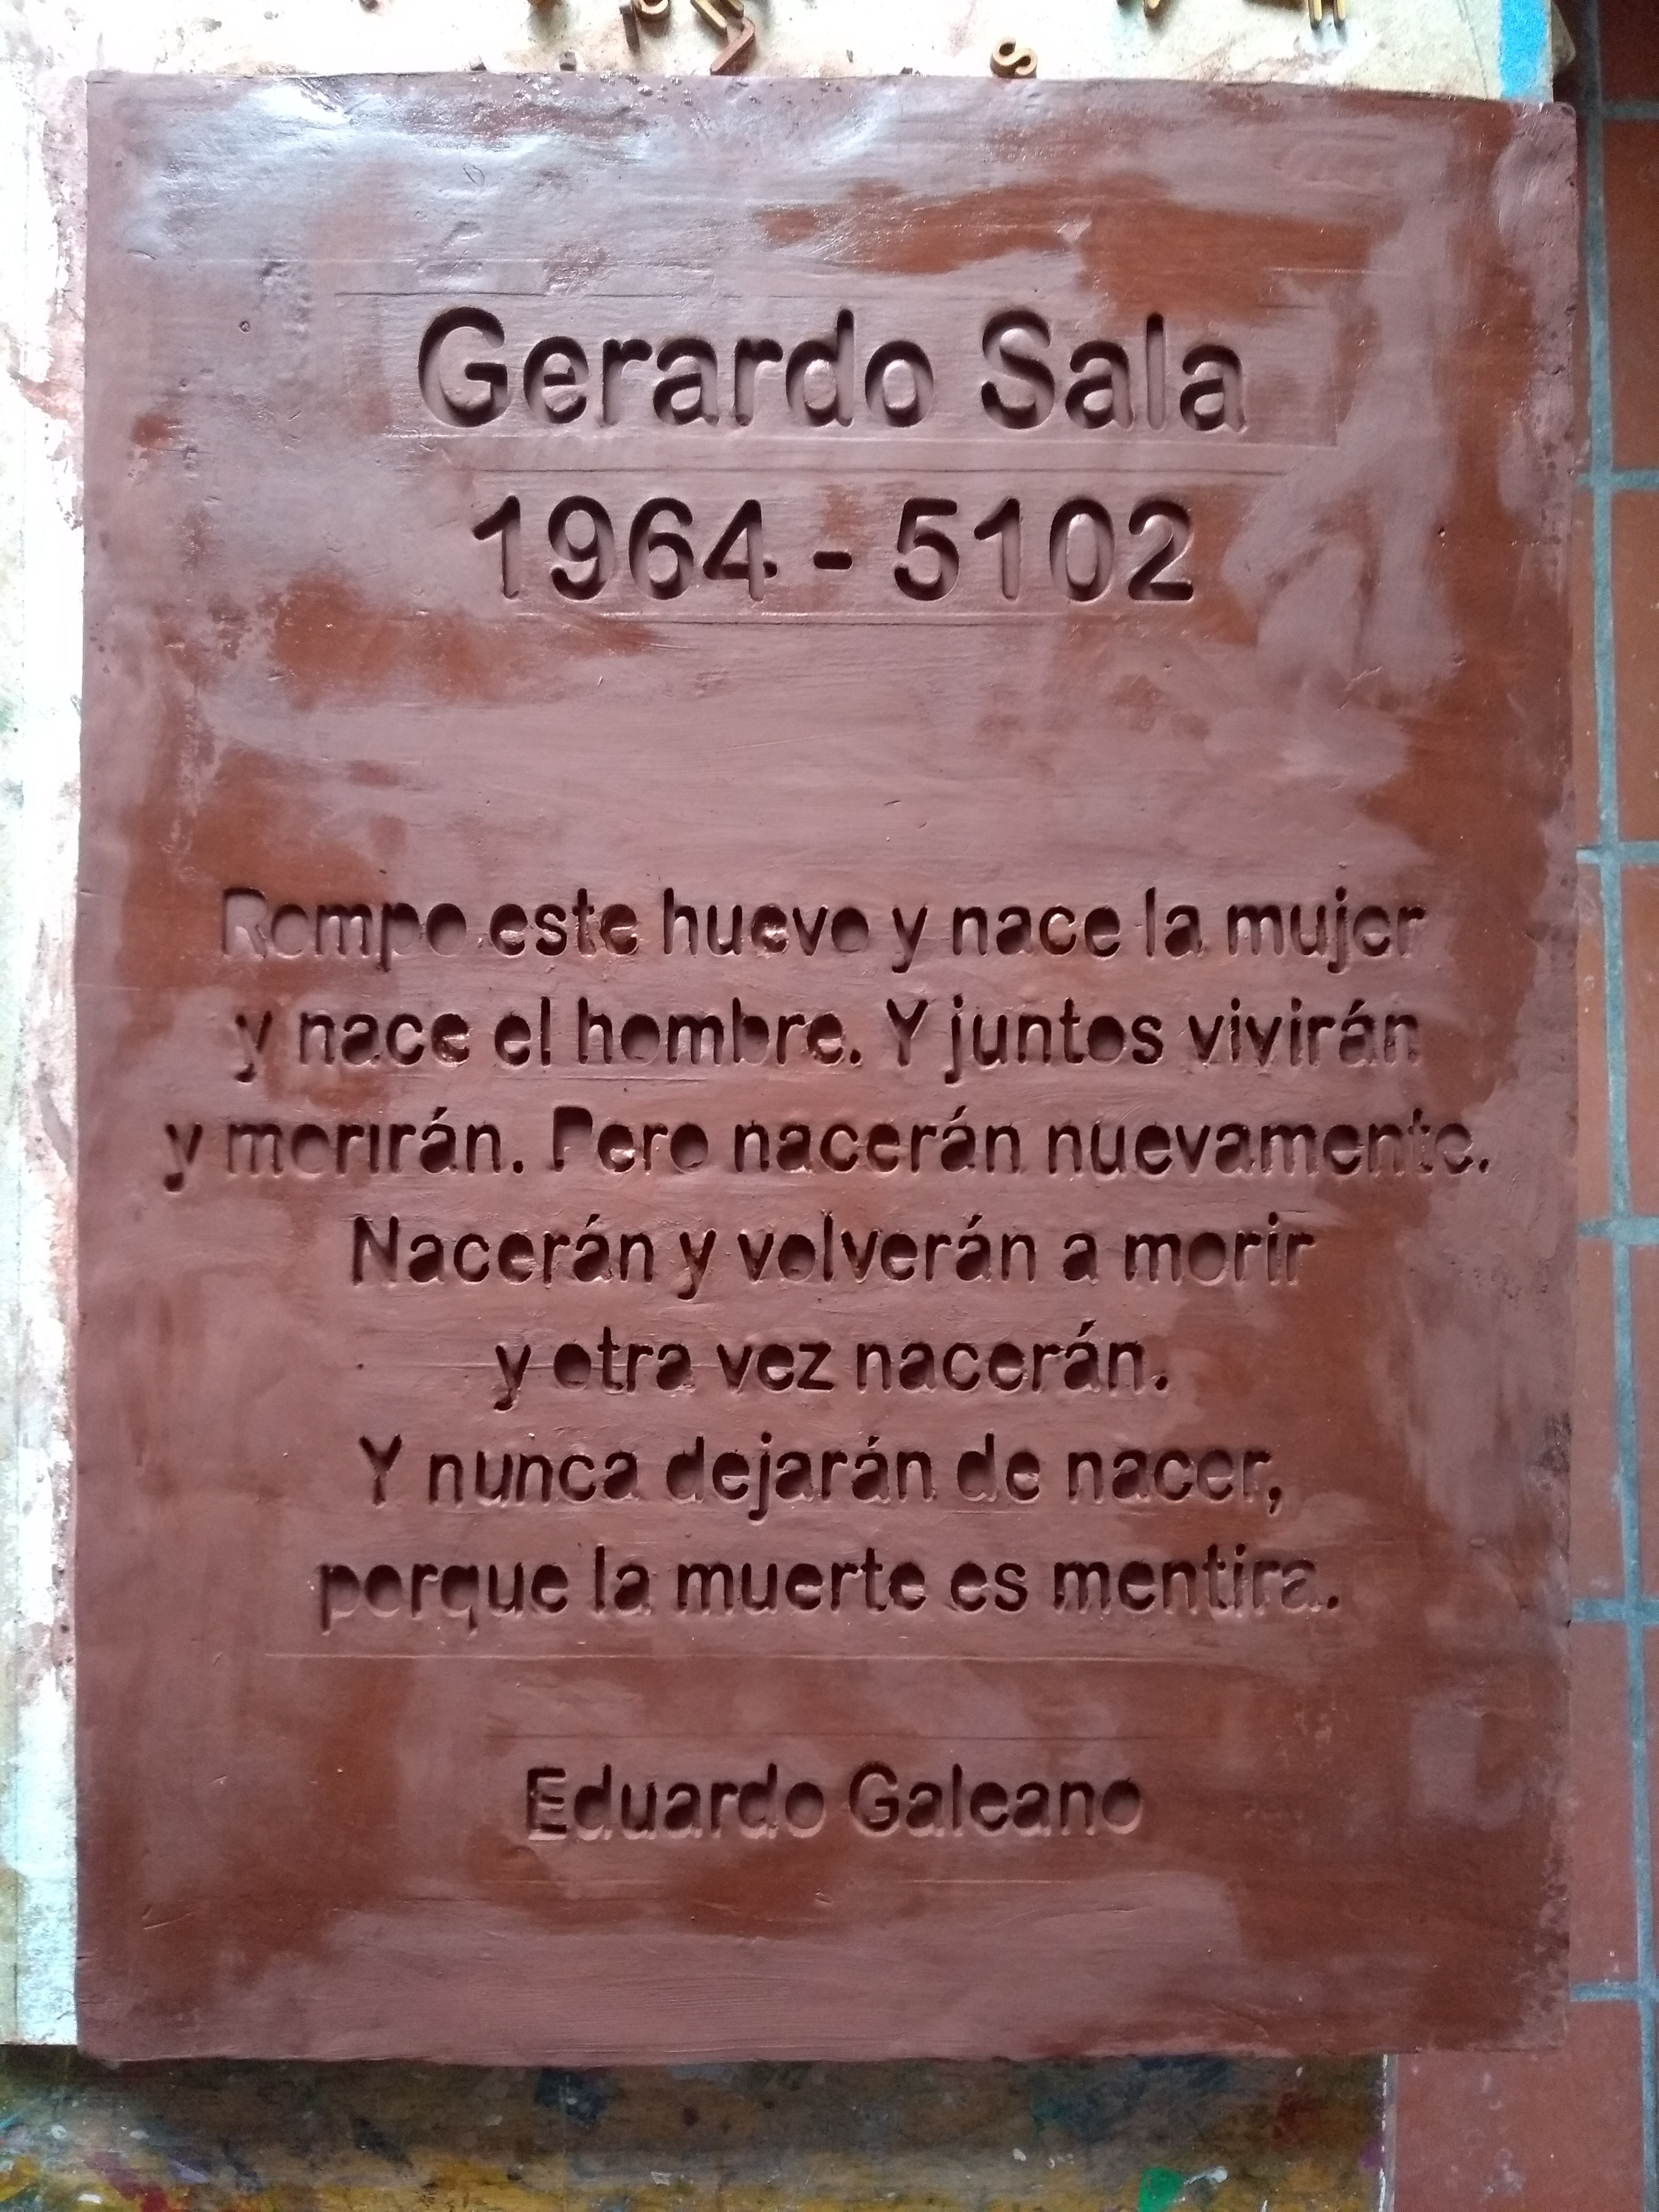 Gerardo Sala
1964 - 5102
Rompo este huevo y nace la mujer
y nace el hombre. Y juntos vivirán
y morirán. Pero nacerán nuevamente.
Nacerán y volverán a morir
y otra vez nacerán.
Y nunca dejarán de nacer,
porque la muerte es mentira.
Eduardo Galeano